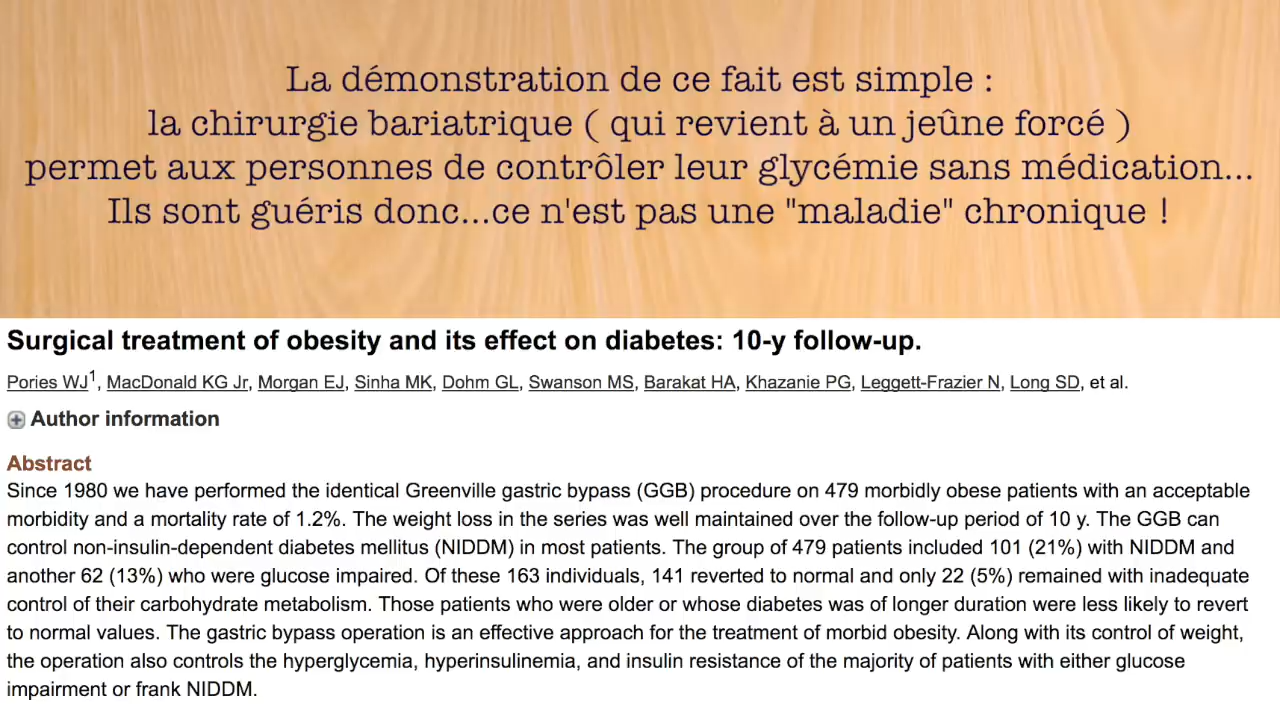 La démonstration de ce fait est simple :
la chirurgie bariatrique ( qui revient à un jeûne forcé )
permet aux personnes de contrôler leur glycémie sans médication...
Ils sont guéris donc...ce n'est pas une "maladie" chronique !
Surgical treatment of obesity and its effect on diabetes: 10-y follow-up.
Pories WJ1, MacDonald KG Jr, Morgan EJ, Sinha MK, Dohm GL, Swanson MS, Barakat HA, Khazanie PG, Leggett-Frazier N, Long SD, et al.
Author information
Abstract
Since 1980 we have performed the identical Greenville gastric bypass (GGB) procedure on 479 morbidly obese patients with an acceptable
morbidity and a mortality rate of 1.2%. The weight loss in the series was well maintained over the follow-up period of 10 y. The GGB can
control non-insulin-dependent diabetes mellitus (NIDDM) in most patients. The group of 479 patients included 101 (21%) with NIDDM and
another 62 (13%) who were glucose impaired. Of these 163 individuals, 141 reverted to normal and only 22 (5%) remained with inadequate
control of their carbohydrate metabolism. Those patients who were older or whose diabetes was of longer duration were less likely to revert
to normal values. The gastric bypass operation is an effective approach for the treatment of morbid obesity. Along with its control of weight,
the operation also controls the hyperglycemia, hyperinsulinemia, and insulin resistance of the majority of patients with either glucose
impairment or frank NIDDM.